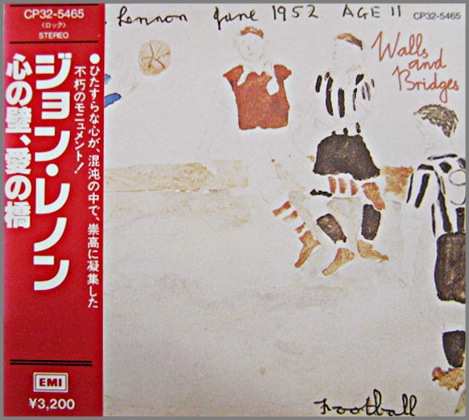 CP32-5465
〈ロック〉
STEREO
ジョン・レノン
心の壁、愛の橋
●ひたすらな心が、混沌の中で、崇高に凝集した
不朽のモニュメント！
EMI
¥3,200
Lennon June 1952 AGE 11
CP32-5465
Walls
and
Bridges
Football